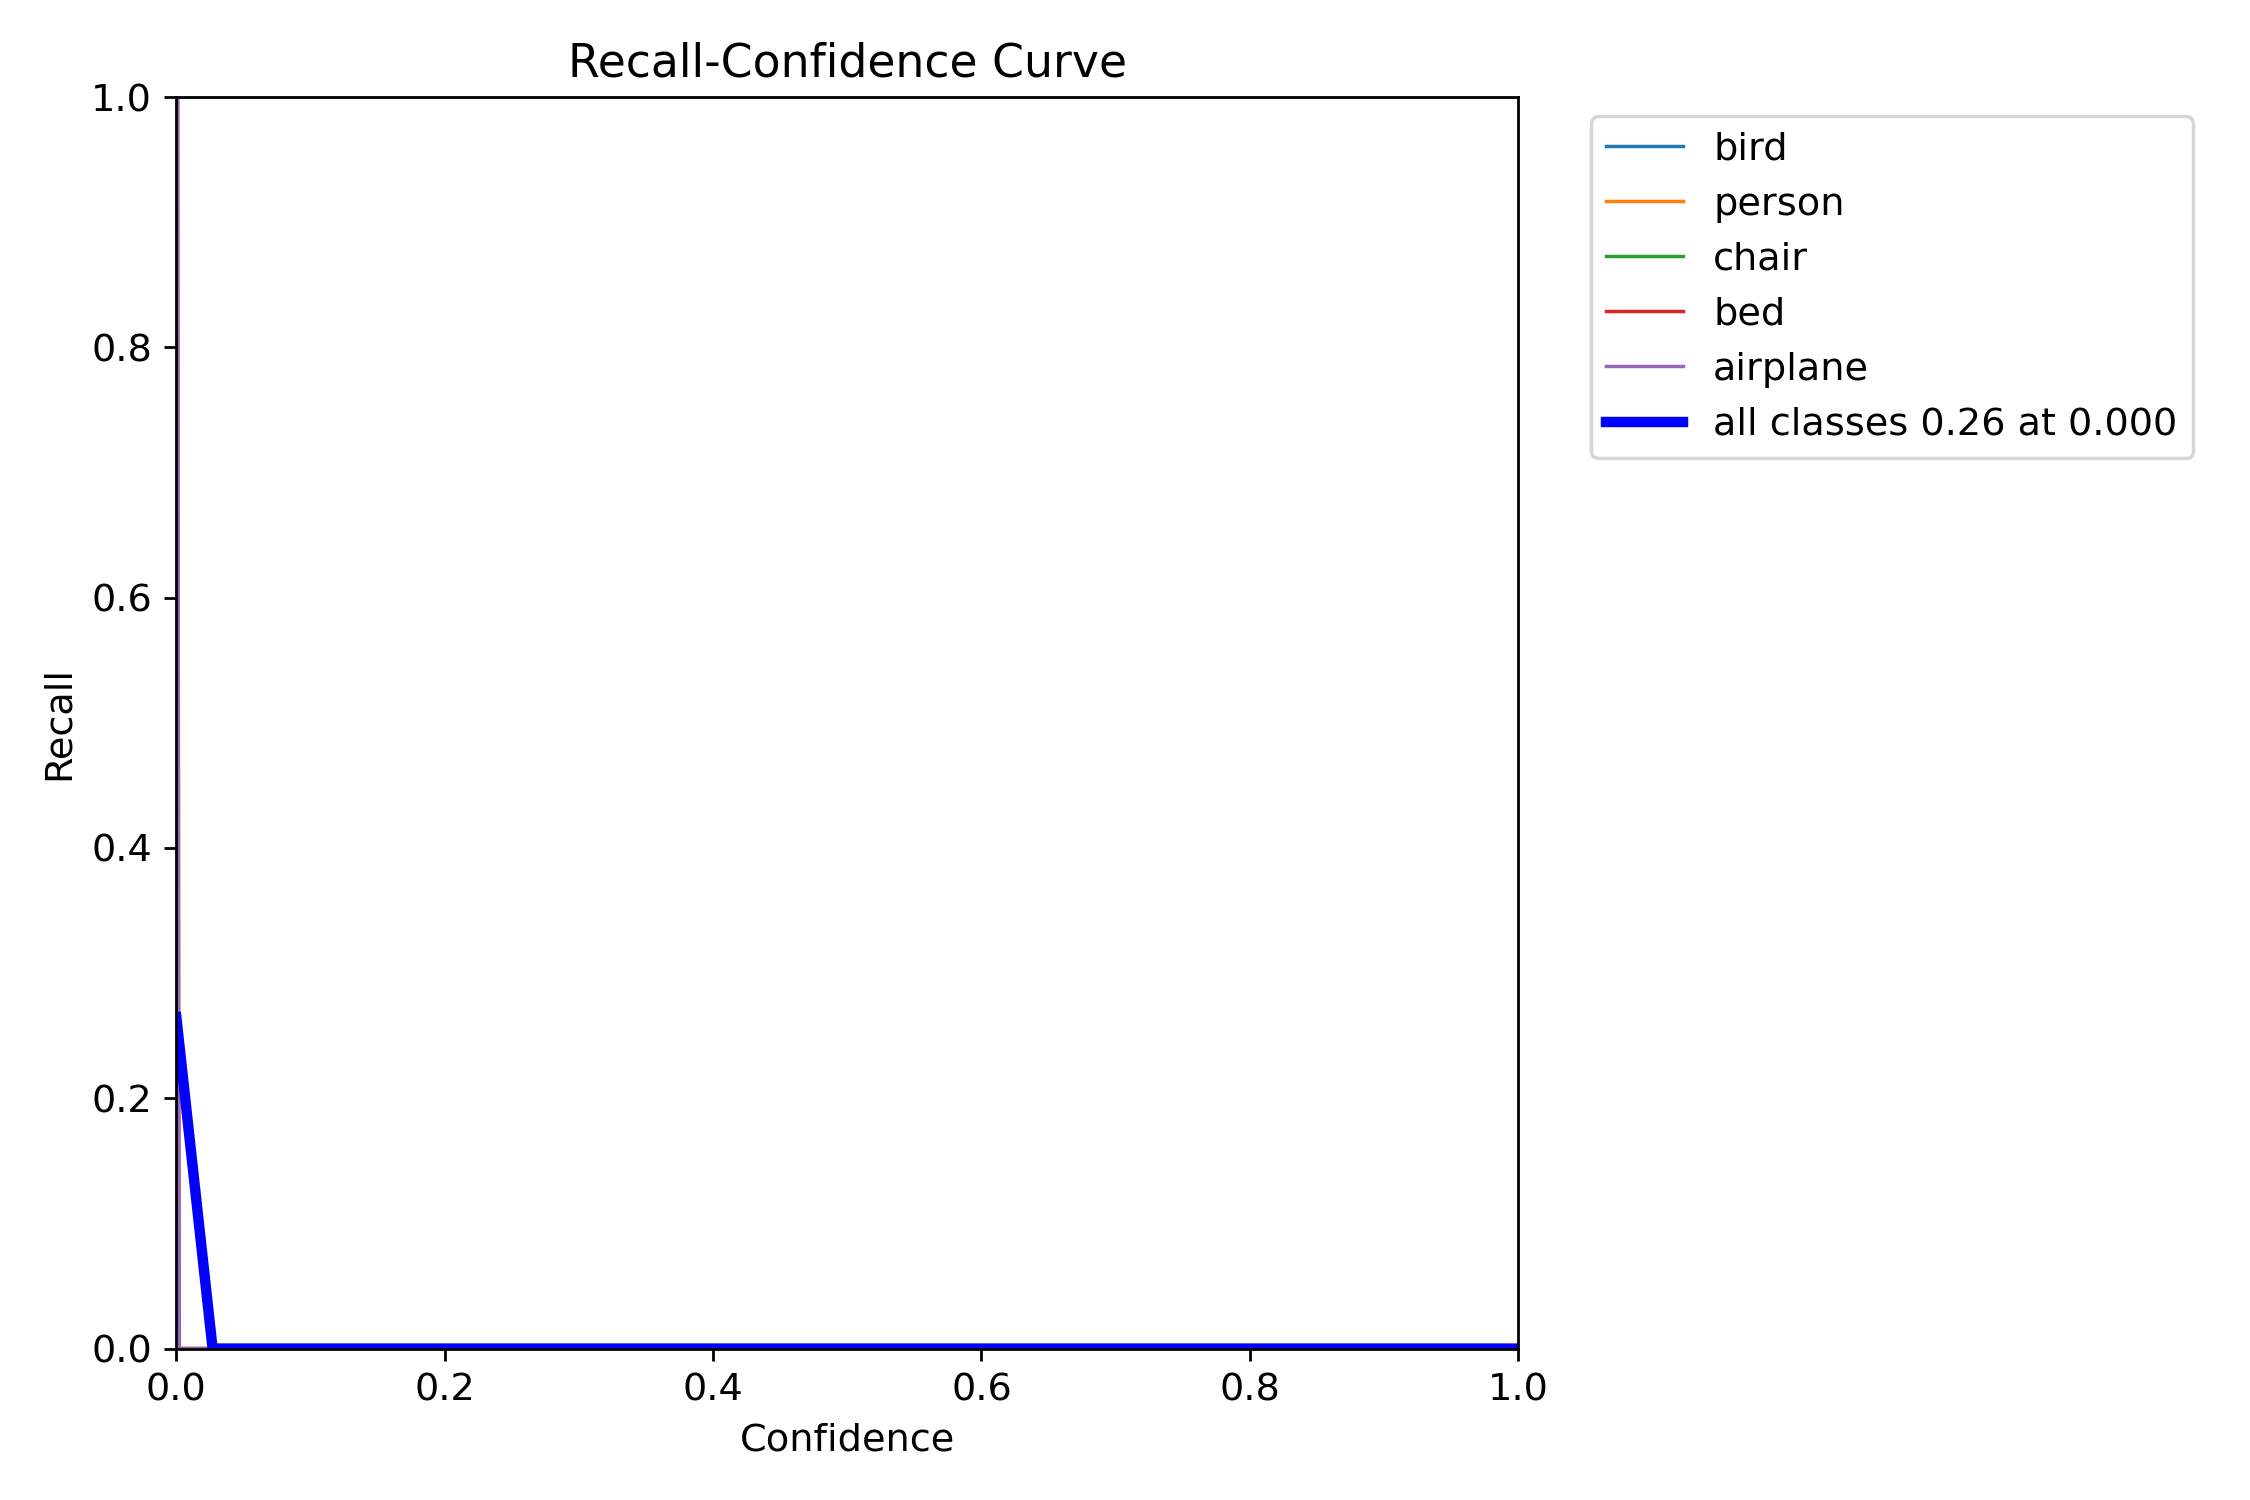 Recall-Confidence Curve
1.0
0.8
0.6
0.4
0.2
0.0
Recall
0.0 0.2 0.4 0.6 0.8 1.0
Confidence
bird
person
chair
bed
airplane
all classes 0.26 at 0.000